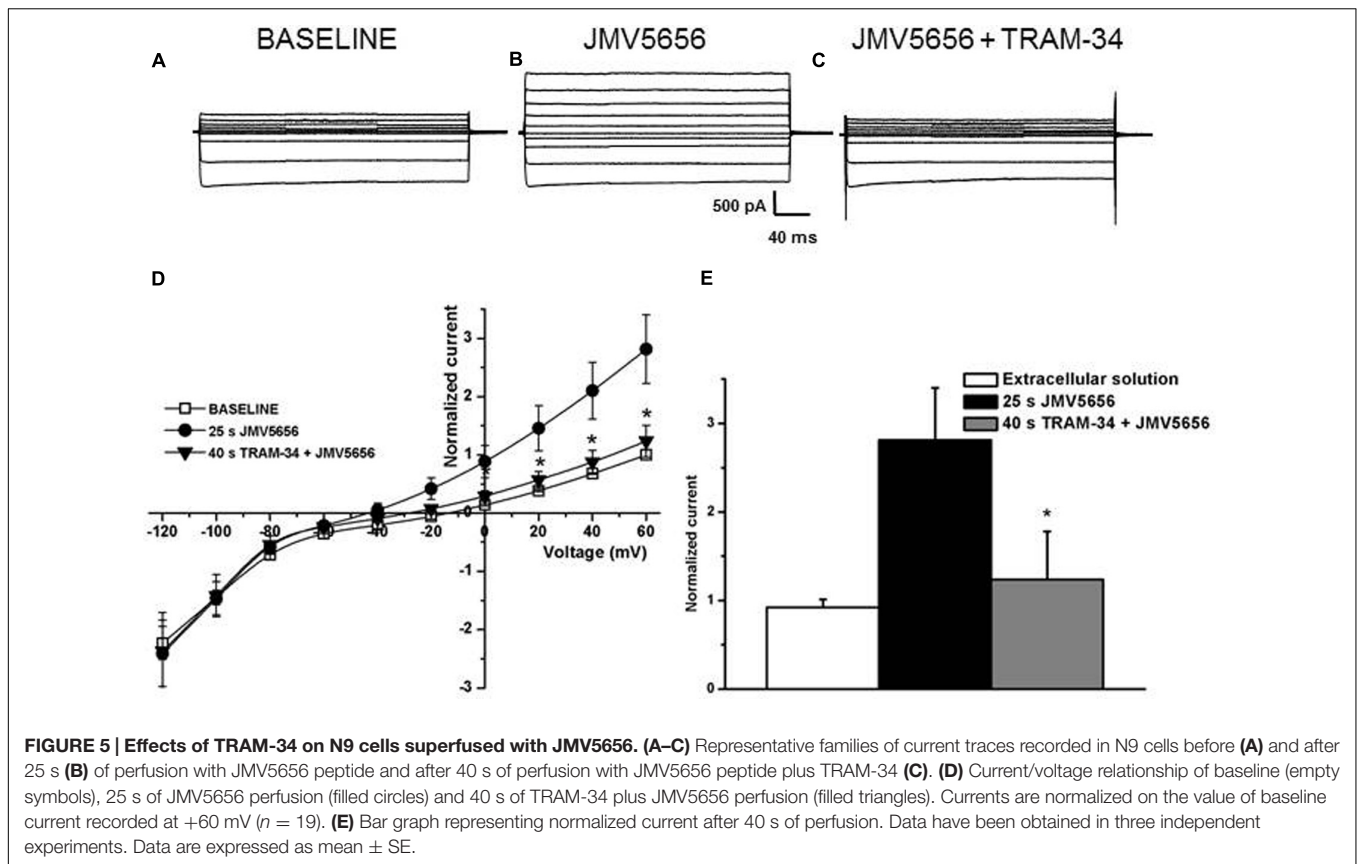 BASELINE
JMV5656
JMV5656 + TRAM-34
A
B
C
500 pA
40 ms
D
E
Normalized current
3
2
1
0
-1
-2
-3
-120
-100
-80
-60
-40
-20
0
20
40
60
Voltage (mV)
BASELINE
25 s JMV5656
40 s TRAM-34 + JMV5656
*
*
*
*
Normalized current
3
2
1
0
Extracellular solution
25 s JMV5656
40 s TRAM-34 + JMV5656
*
FIGURE 5 | Effects of TRAM-34 on N9 cells superfused with JMV5656. (A–C) Representative families of current traces recorded in N9 cells before (A) and after
25 s (B) of perfusion with JMV5656 peptide and after 40 s of perfusion with JMV5656 peptide plus TRAM-34 (C). (D) Current/voltage relationship of baseline (empty
symbols), 25 s of JMV5656 perfusion (filled circles) and 40 s of TRAM-34 plus JMV5656 perfusion (filled triangles). Currents are normalized on the value of baseline
current recorded at +60 mV (n = 19). (E) Bar graph representing normalized current after 40 s of perfusion. Data have been obtained in three independent
experiments. Data are expressed as mean ± SE.